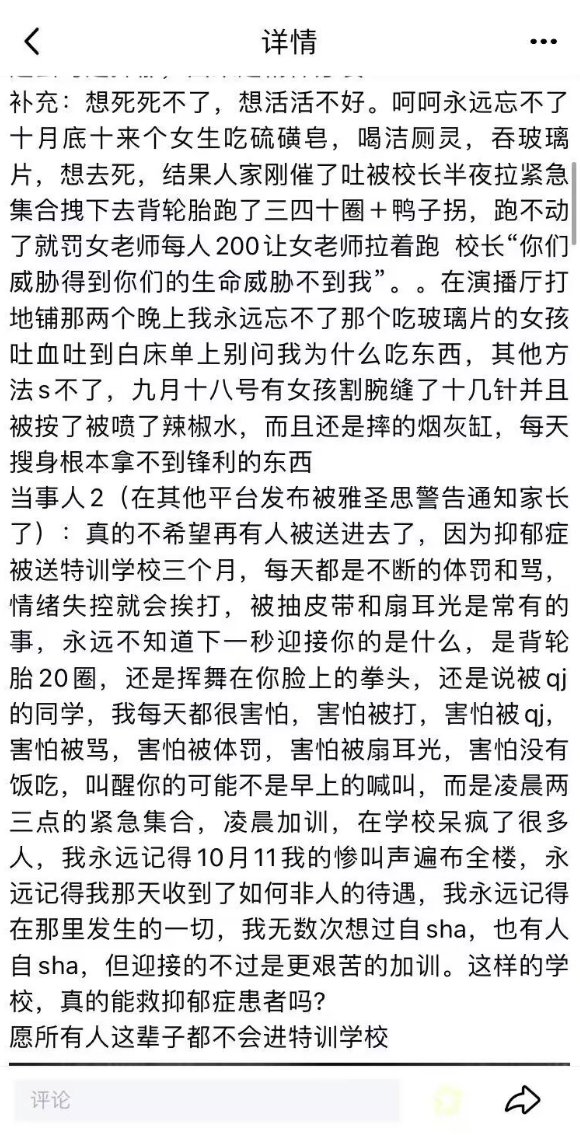 详情
补充：想死死不了，想活活不好。呵呵永远忘不了
十月底十来个女生吃硫磺皂，喝洁厕灵，吞玻璃
片，想去死，结果人家刚催了吐被校长半夜拉紧急
集合拽下去背轮胎跑了三四十圈＋鸭子拐，跑不动
了就罚女老师每人200让女老师拉着跑 校长“你们
威胁得到你们的生命威胁不到我”。。在演播厅打
地铺那两个晚上我永远忘不了那个吃玻璃片的女孩
吐血吐到白床单上别问我为什么吃东西，其他方
法s不了，九月十八号有女孩割腕缝了十几针并且
被按了被喷了辣椒水，而且还是摔的烟灰缸，每天
搜身根本拿不到锋利的东西
当事人2（在其他平台发布被雅圣思警告通知家长
了）：真的不希望再有人被送进去了，因为抑郁症
被送特训学校三个月，每天都是不断的体罚和骂，
情绪失控就会挨打，被抽皮带和扇耳光是常有的
事，永远不知道下一秒迎接你的是什么，是背轮
胎20圈，还是挥舞在你脸上的拳头，还是说被qj
的同学，我每天都很害怕，害怕被打，害怕被qj，
害怕被骂，害怕被体罚，害怕被扇耳光，害怕没有
饭吃，叫醒你的可能不是早上的喊叫，而是凌晨两
三点的紧急集合，凌晨加训，在学校呆疯了很多
人，我永远记得10月11我的惨叫声遍布全楼，永
远记得我那天收到了如何非人的待遇，我永远记得
在那里发生的一切，我无数次想过自sha，也有人
自sha，但迎接的不过是更艰苦的加训。这样的学
校，真的能救抑郁症患者吗？
愿所有人这辈子都不会进特训学校
评论